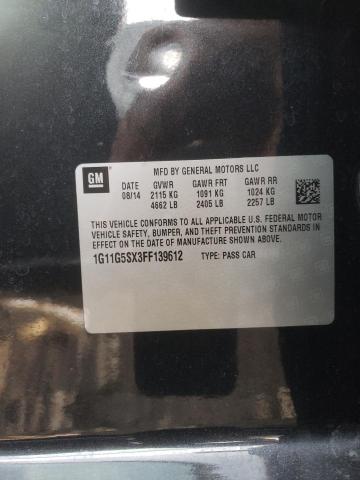 GM
MFD BY GENERAL MOTORS LLC
DATE GVWR GAWR FRT GAWR RR
08/14 2115 KG 1091 KG 1024 KG
4662 LB 2405 LB 2257 LB
THIS VEHICLE CONFORMS TO ALL APPLICABLE U.S. FEDERAL MOTOR
VEHICLE SAFETY, BUMPER, AND THEFT PREVENTION STANDARDS IN
EFFECT ON THE DATE OF MANUFACTURE SHOWN ABOVE.
1G11G5SX3FF139612 TYPE: PASS CAR